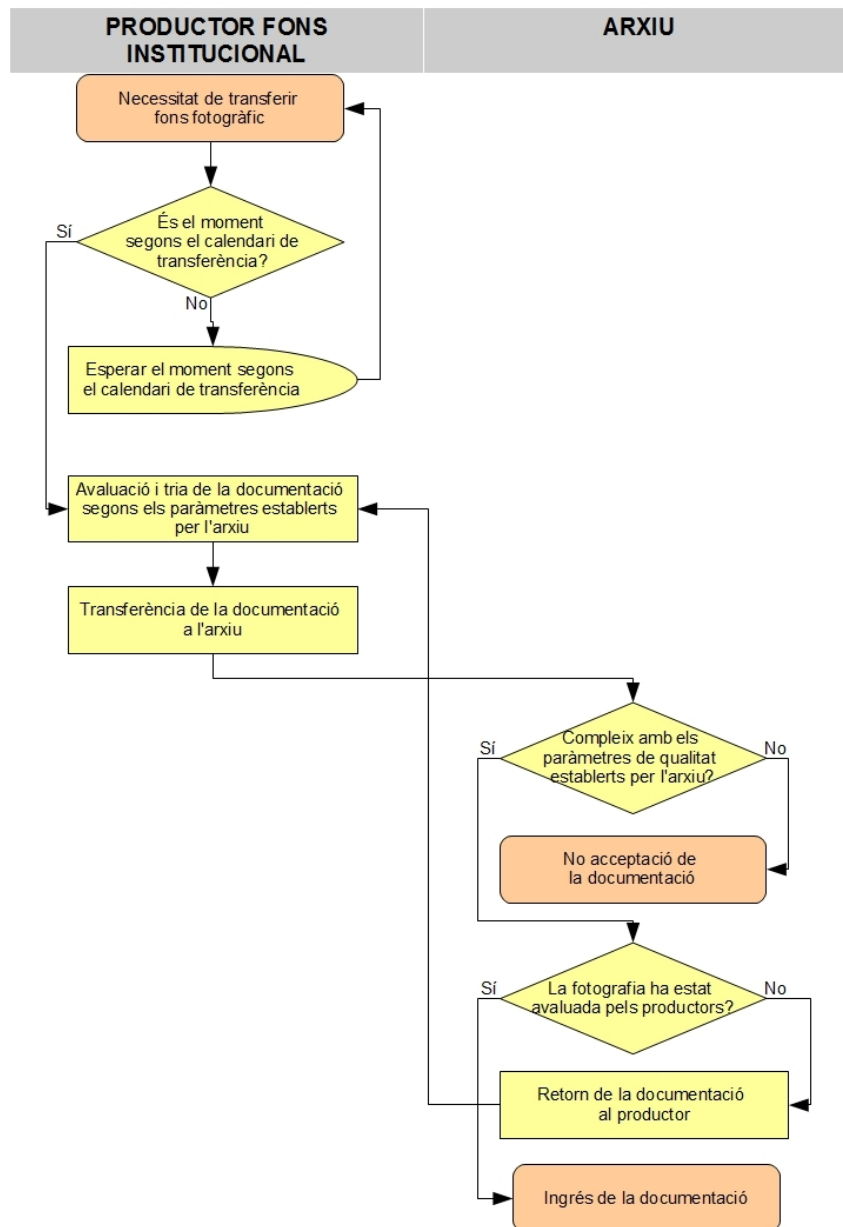 PRODUCTOR FONS
INSTITUCIONAL
ARXIU
Necessitat de transferir
fons fotogràfic
És el moment
segons el calendari de
transferència?
Sí
No
Esperar el moment segons
el calendari de transferència
Avaluació i tria de la documentació
segons els paràmetres establerts
per l'arxiu
Transferència de la documentació
a l'arxiu
Compleix amb els
paràmetres de qualitat
establerts per l'arxiu?
Sí
No
No acceptació de
la documentació
La fotografia ha estat
avaluada pels productors?
Sí
No
Retorn de la documentació
al productor
Ingrés de la documentació